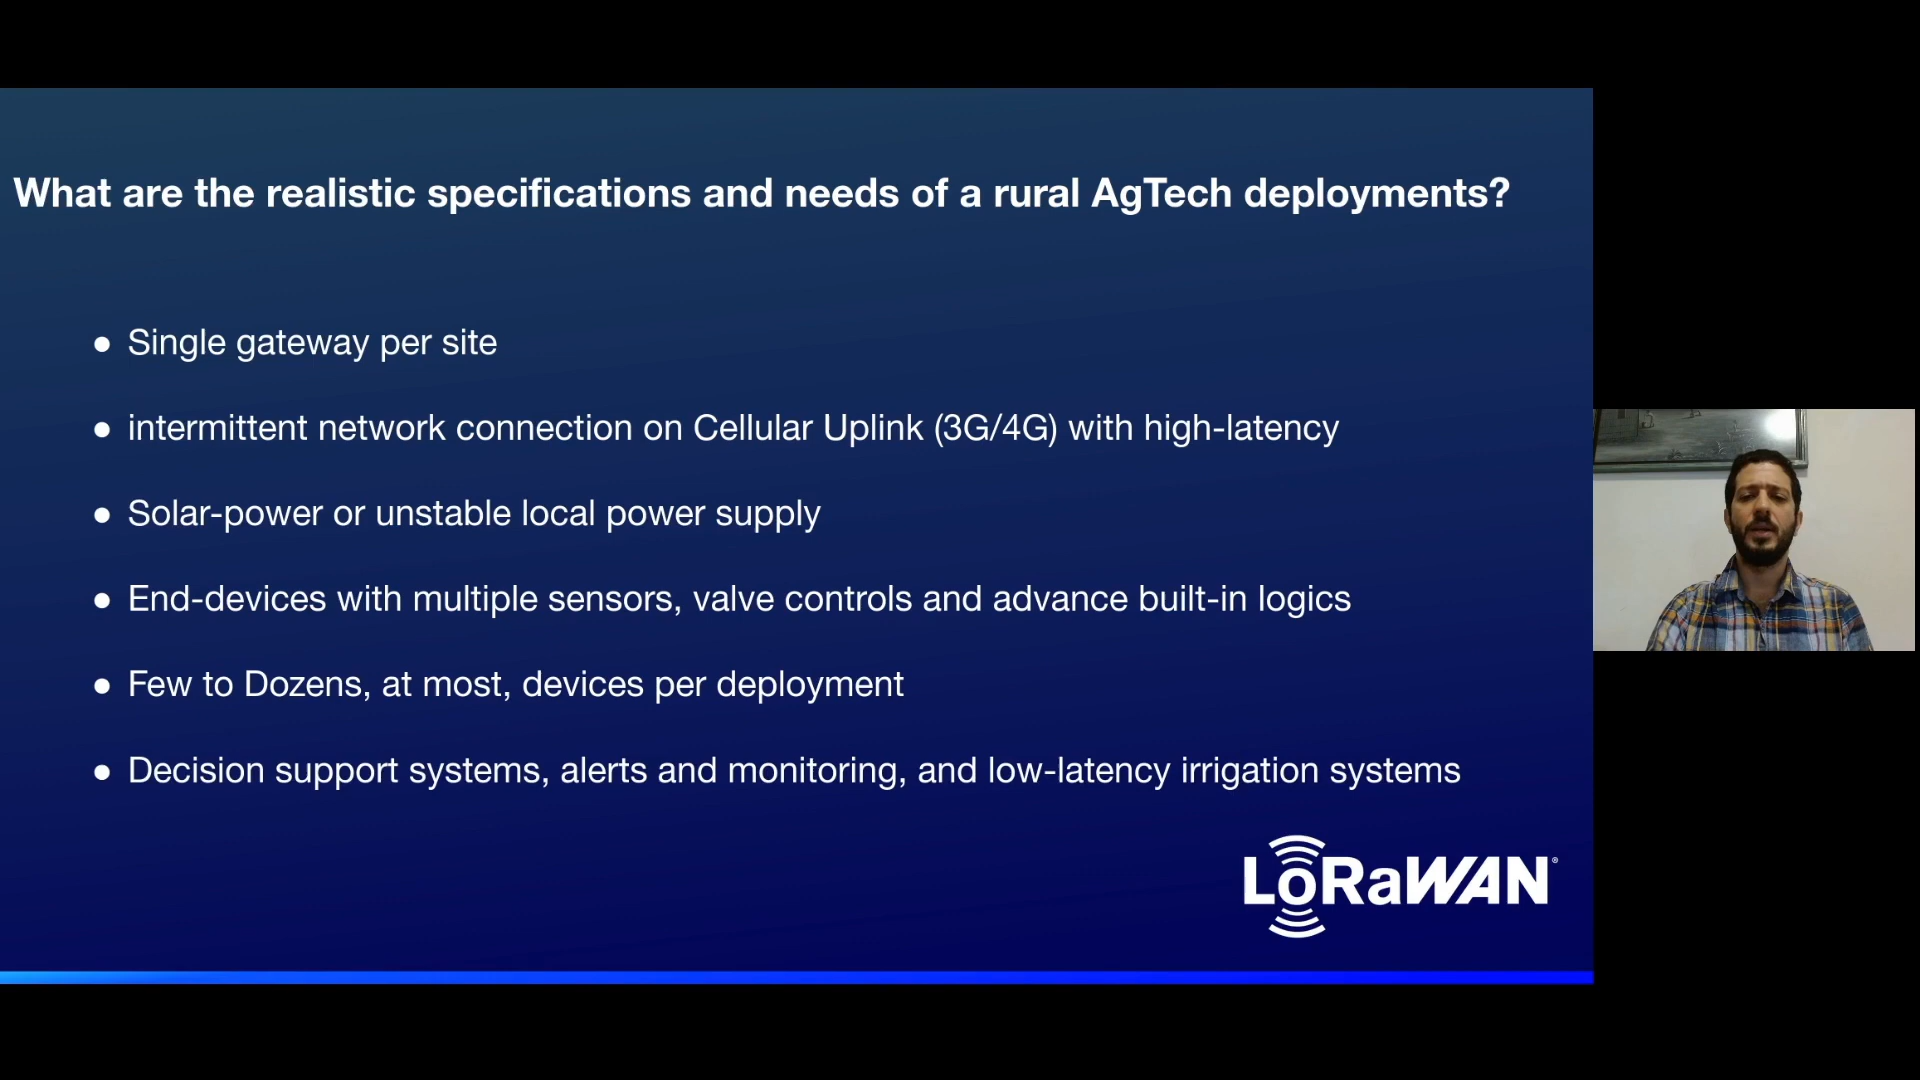 What are the realistic specifications and needs of a rural AgTech deployments?
● Single gateway per site
● intermittent network connection on Cellular Uplink (3G/4G) with high-latency
● Solar-power or unstable local power supply
● End-devices with multiple sensors, valve controls and advance built-in logics
● Few to Dozens, at most, devices per deployment
● Decision support systems, alerts and monitoring, and low-latency irrigation systems
LoRaWAN®